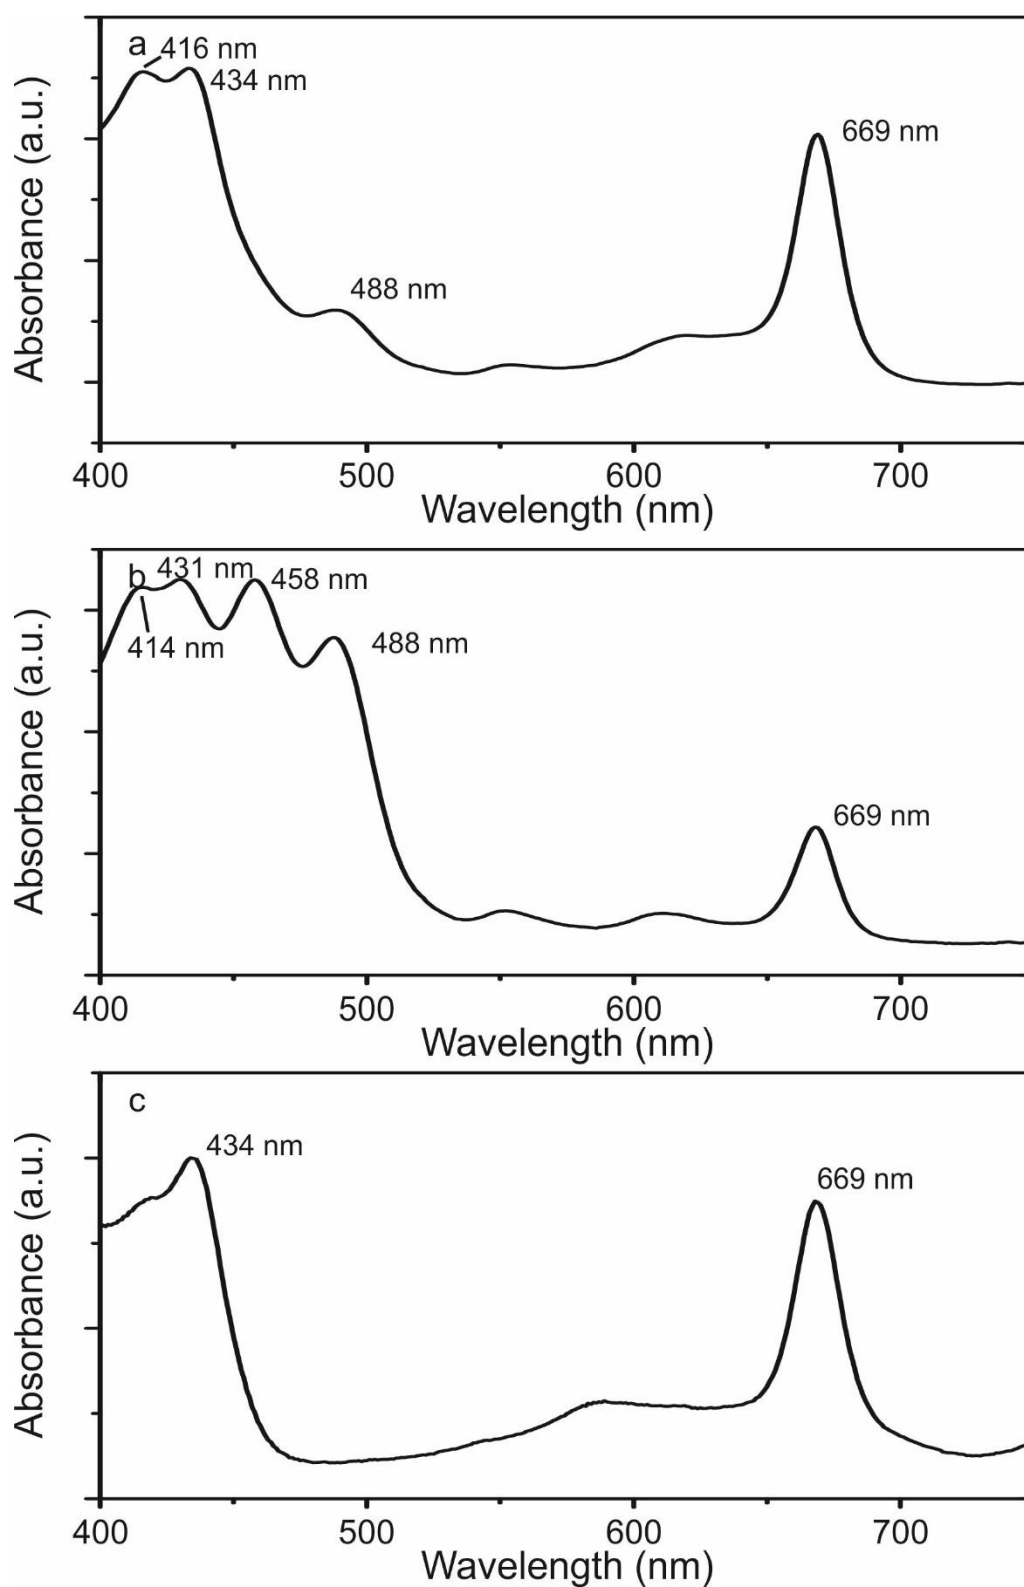 a 416 nm
434 nm
669 nm
488 nm
Absorbance (a.u.)
400 500 600 700
Wavelength (nm)
b 431 nm 458 nm
414 nm
488 nm
669 nm
Absorbance (a.u.)
400 500 600 700
Wavelength (nm)
c
434 nm
669 nm
Absorbance (a.u.)
400 500 600 700
Wavelength (nm)